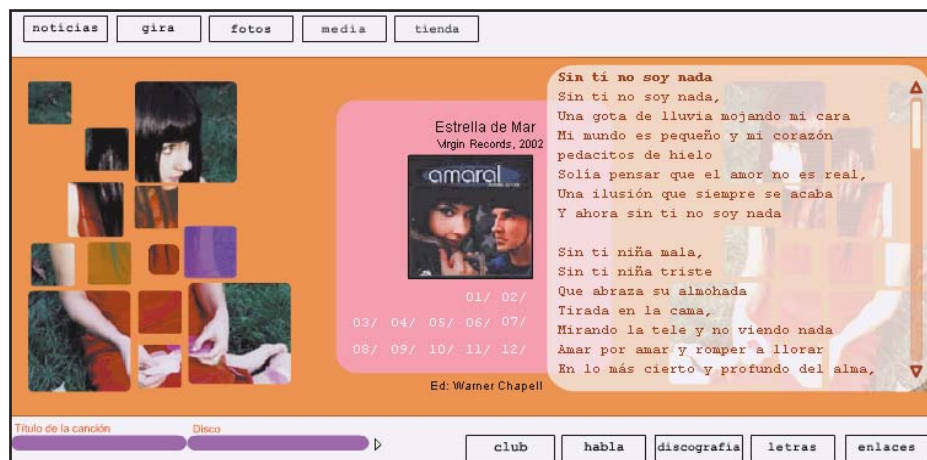 noticias
gira
fotos
media
tienda
Estrella de Mar
Virgin Records, 2002
amaral
01/ 02/
03/ 04/ 05/ 06/ 07/
08/ 09/ 10/ 11/ 12/
Ed: Warner Chapell
Sin tí no soy nada
Sin ti no soy nada,
Una gota de lluvia mojando mi cara
Mi mundo es pequeño y mi corazón
pedacitos de hielo
Solía pensar que el amor no es real,
Una ilusión que siempre se acaba
Y ahora sin ti no soy nada
Sin ti niña mala,
Sin ti niña triste
Que abraza su almohada
Tirada en la cama,
Mirando la tele y no viendo nada
Amar por amar y romper a llorar
En lo más cierto y profundo del alma,
Título de la canción
Disco
club
habla
discografia
letras
enlaces